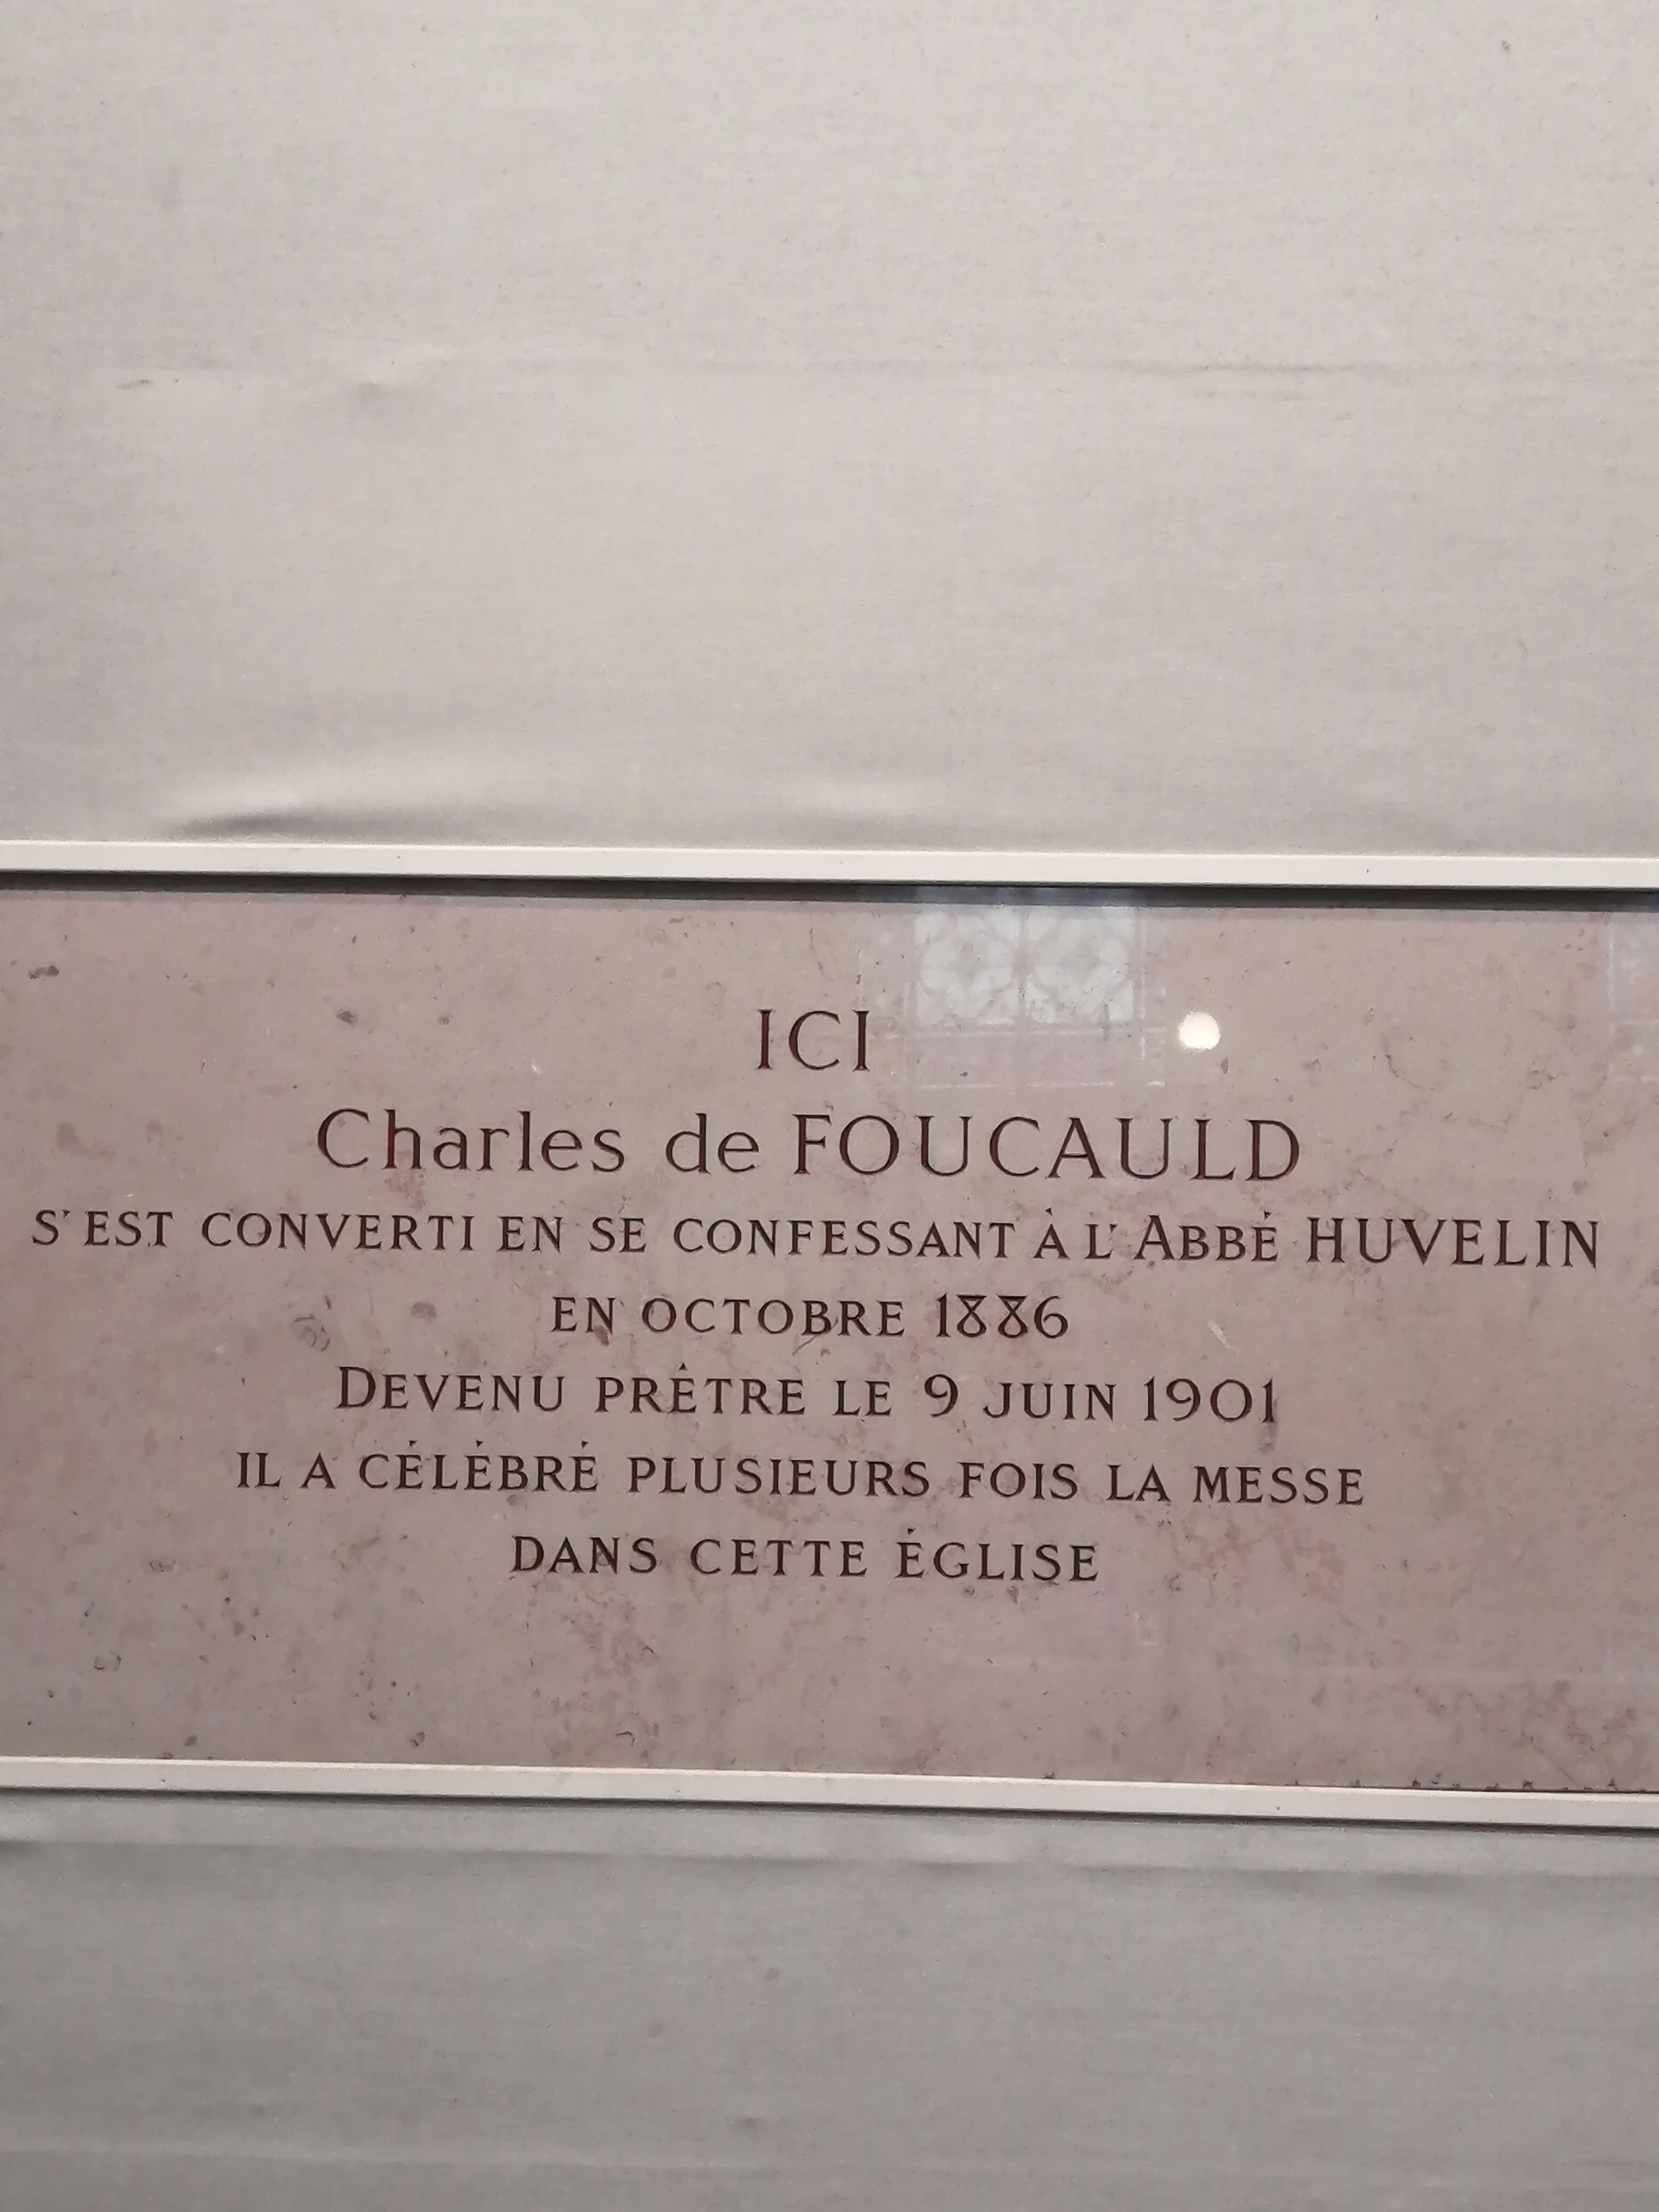 ICI
Charles de FOUCAULD
S'EST CONVERTI EN SE CONFESSANT À L'ABBÉ HUVELIN
EN OCTOBRE 1886
DEVENU PRÊTRE LE 9 JUIN 1901
IL A CÉLÉBRÉ PLUSIEURS FOIS LA MESSE
DANS CETTE ÉGLISE